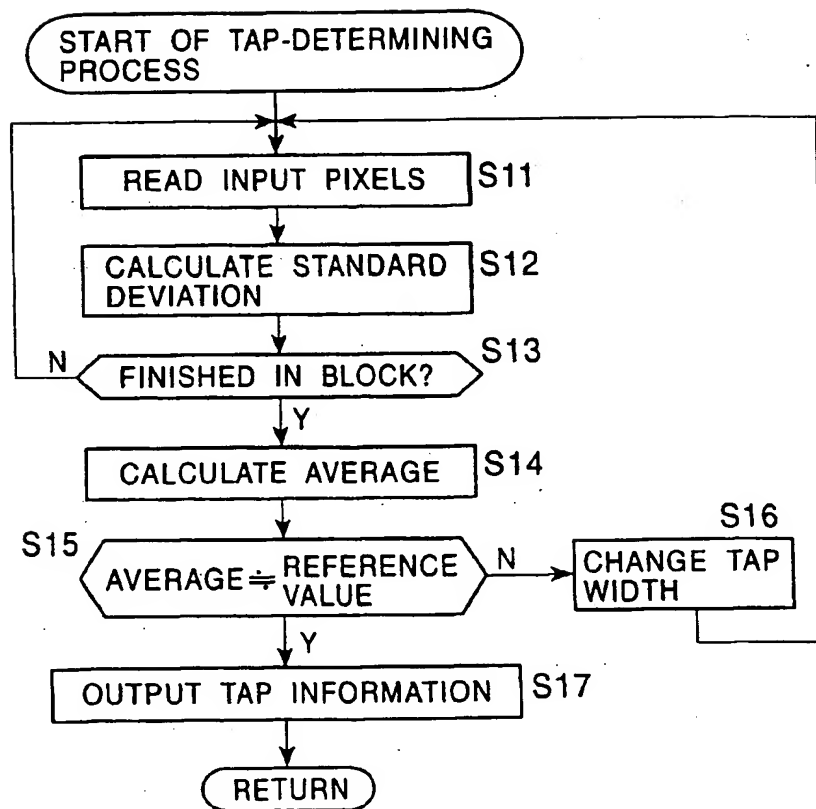 START OF TAP-DETERMINING
PROCESS
READ INPUT PIXELS
S11
CALCULATE STANDARD
DEVIATION
S12
N
FINISHED IN BLOCK?
S13
Y
CALCULATE AVERAGE
S14
S15
AVERAGE≒REFERENCE
VALUE
N
S16
CHANGE TAP
WIDTH
Y
OUTPUT TAP INFORMATION
S17
RETURN